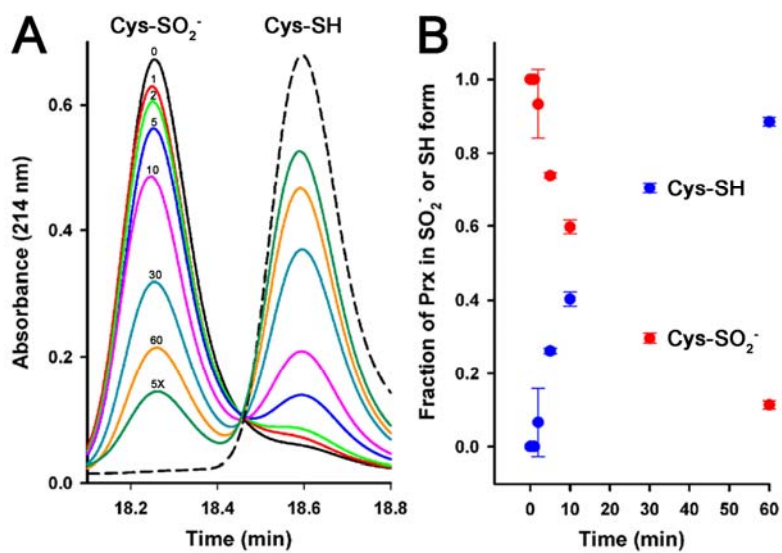 A
Cys-SO2-
Cys-SH
0
1
2
5
10
30
60
5X
0.6
0.4
0.2
0.0
Absorbance (214 nm)
18.2 18.4 18.6 18.8
Time (min)
B
1.0
0.8
0.6
0.4
0.2
0.0
Fraction of Prx in SO2- or SH form
Cys-SH
Cys-SO2-
0 10 20 30 40 50 60
Time (min)